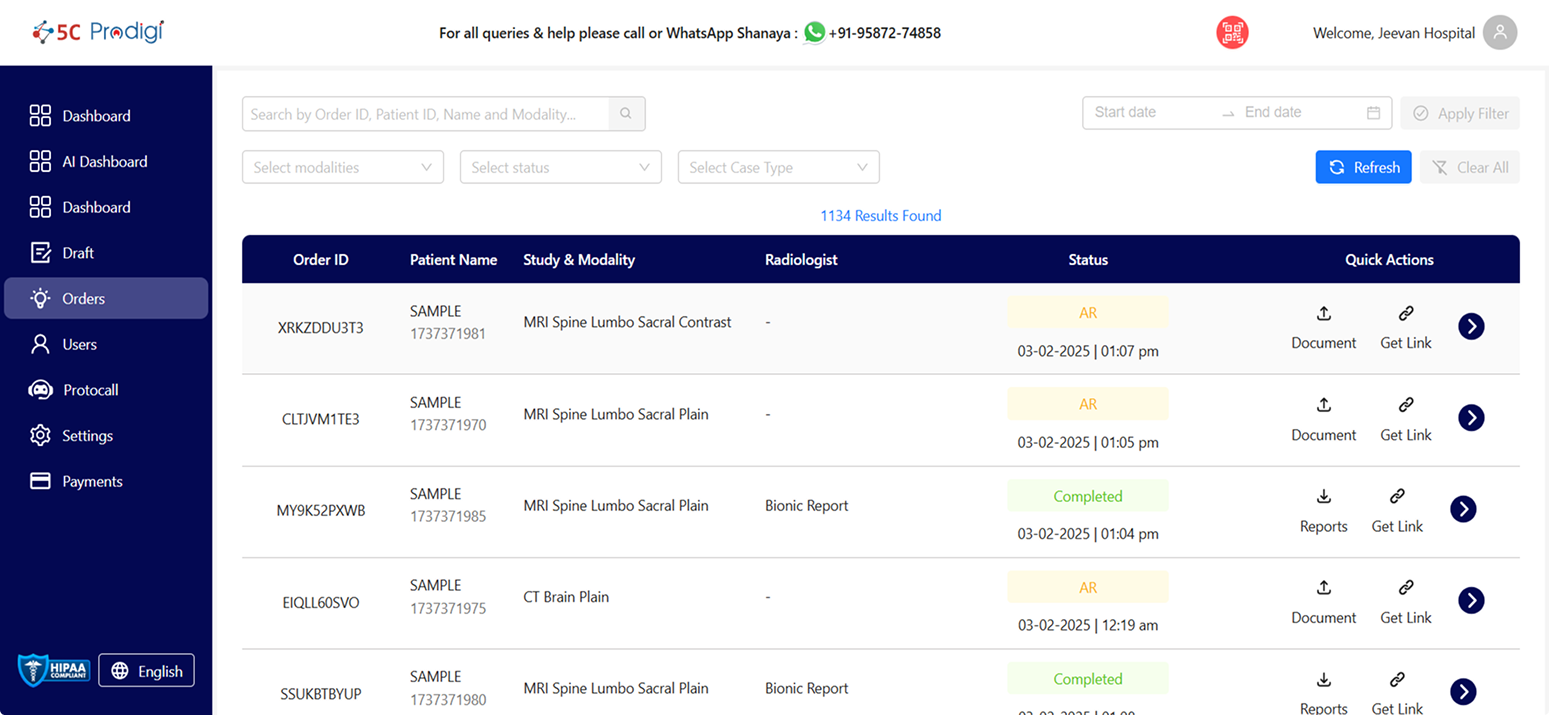 5C Prodigi
For all queries & help please call or WhatsApp Shanaya : +91-95872-74858
Welcome, Jeevan Hospital
Dashboard
AI Dashboard
Dashboard
Draft
Orders
Users
Protocall
Settings
Payments
HIPAA
COMPLIANT
English
Search by Order ID, Patient ID, Name and Modality...
Start date → End date
Apply Filter
Select modalities
Select status
Select Case Type
Refresh
Clear All
1134 Results Found
Order ID Patient Name Study & Modality Radiologist Status Quick Actions
XRKZDDU3T3
SAMPLE
1737371981
MRI Spine Lumbo Sacral Contrast
-
AR
03-02-2025 | 01:07 pm
Document
Get Link
CLTJVM1TE3
SAMPLE
1737371970
MRI Spine Lumbo Sacral Plain
-
AR
03-02-2025 | 01:05 pm
Document
Get Link
MY9K52PXWB
SAMPLE
1737371985
MRI Spine Lumbo Sacral Plain
Bionic Report
Completed
03-02-2025 | 01:04 pm
Reports
Get Link
EIQLL60SVO
SAMPLE
1737371975
CT Brain Plain
-
AR
03-02-2025 | 12:19 am
Document
Get Link
SSUKBTBYUP
SAMPLE
1737371980
MRI Spine Lumbo Sacral Plain
Bionic Report
Completed
Reports
Get Link